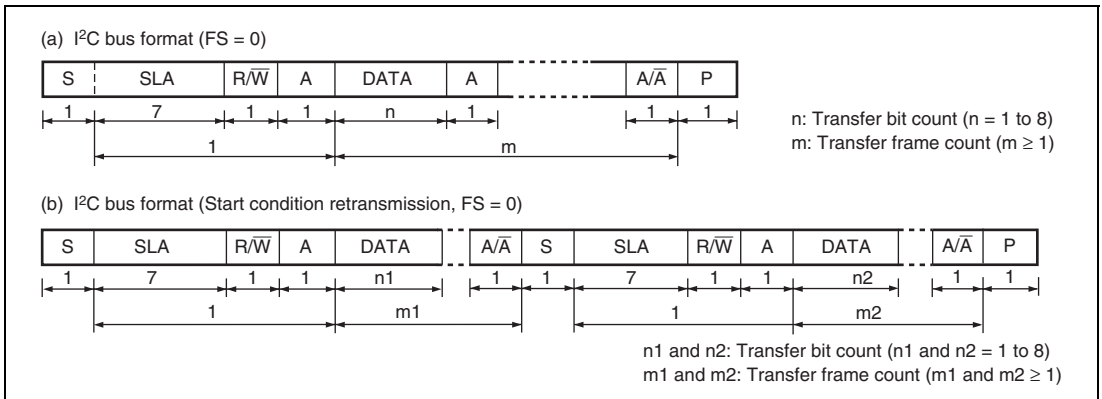 (a) I²C bus format (FS = 0)
S SLA R/W̅ A DATA A A/A̅ P
1 7 1 1 n 1 1 1
1 m
n: Transfer bit count (n = 1 to 8)
m: Transfer frame count (m ≥ 1)
(b) I²C bus format (Start condition retransmission, FS = 0)
S SLA R/W̅ A DATA A/A̅ S SLA R/W̅ A DATA A/A̅ P
1 7 1 1 n1 1 1 7 1 1 n2 1 1
1 m1 1 m2
n1 and n2: Transfer bit count (n1 and n2 = 1 to 8)
m1 and m2: Transfer frame count (m1 and m2 ≥ 1)